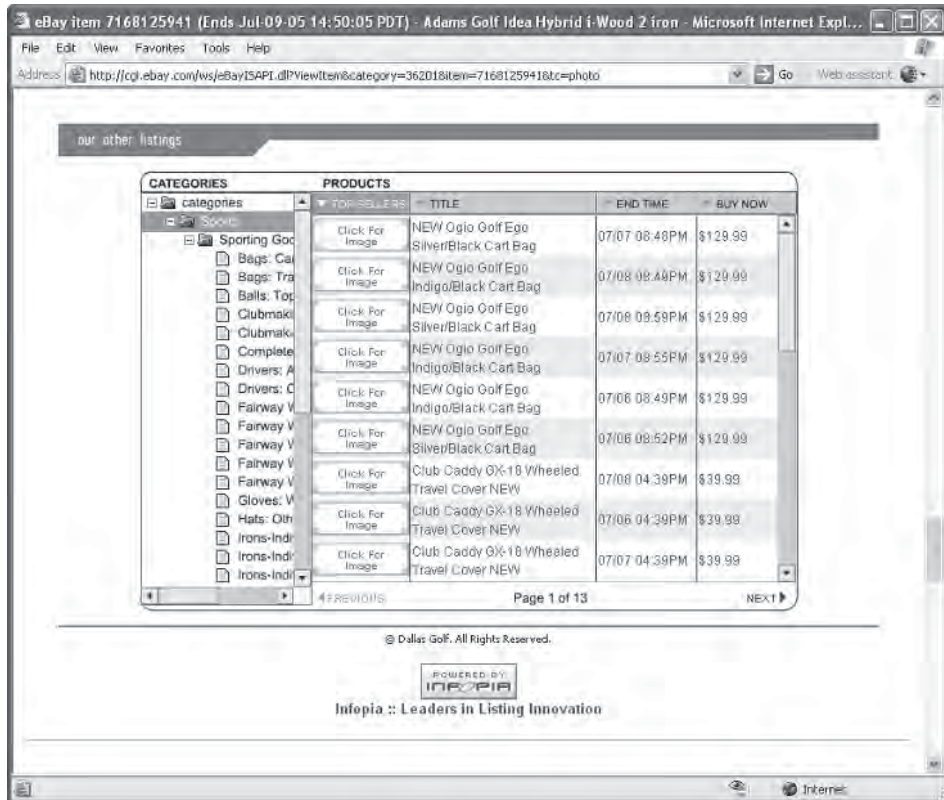 eBay item 7168125941 (Ends Jul-09-05 14:50:05 PDT) - Adams Golf Idea Hybrid i-Wood 2 iron - Microsoft Internet Expl...
File Edit View Favorites Tools Help
Address http://cgi.ebay.com/ws/eBayISAPI.dll?ViewItem&category=36201&item=7168125941&tc=photo Go Web assistant
our other listings
CATEGORIES PRODUCTS
categories
Sports
Sporting Goo
Bags: Car
Bags: Tra
Balls: Top
Clubmaki
Clubmaki
Complete
Drivers: A
Drivers: C
Fairway W
Fairway V
Fairway V
Fairway V
Fairway V
Gloves: W
Hats: Oth
Irons-Indi
Irons-Indi
TOP SELLERS TITLE END TIME BUY NOW
Click For Image NEW Ogio Golf Ego Silver/Black Cart Bag 07/07 08:48PM $129.99
Click For Image NEW Ogio Golf Ego Indigo/Black Cart Bag 07/08 08:49PM $129.99
Click For Image NEW Ogio Golf Ego Silver/Black Cart Bag 07/08 08:59PM $129.99
Click For Image NEW Ogio Golf Ego Indigo/Black Cart Bag 07/07 08:55PM $129.99
Click For Image NEW Ogio Golf Ego Indigo/Black Cart Bag 07/06 08:49PM $129.99
Click For Image NEW Ogio Golf Ego Silver/Black Cart Bag 07/06 08:52PM $129.99
Click For Image Club Caddy GX-18 Wheeled Travel Cover NEW 07/08 04:39PM $39.99
Click For Image Club Caddy GX-18 Wheeled Travel Cover NEW 07/06 04:39PM $39.99
Click For Image Club Caddy GX-18 Wheeled Travel Cover NEW 07/07 04:39PM $39.99
PREVIOUS Page 1 of 13 NEXT
© Dallas Golf. All Rights Reserved.
POWERED BY
INFOPIA
Infopia :: Leaders in Listing Innovation
Internet